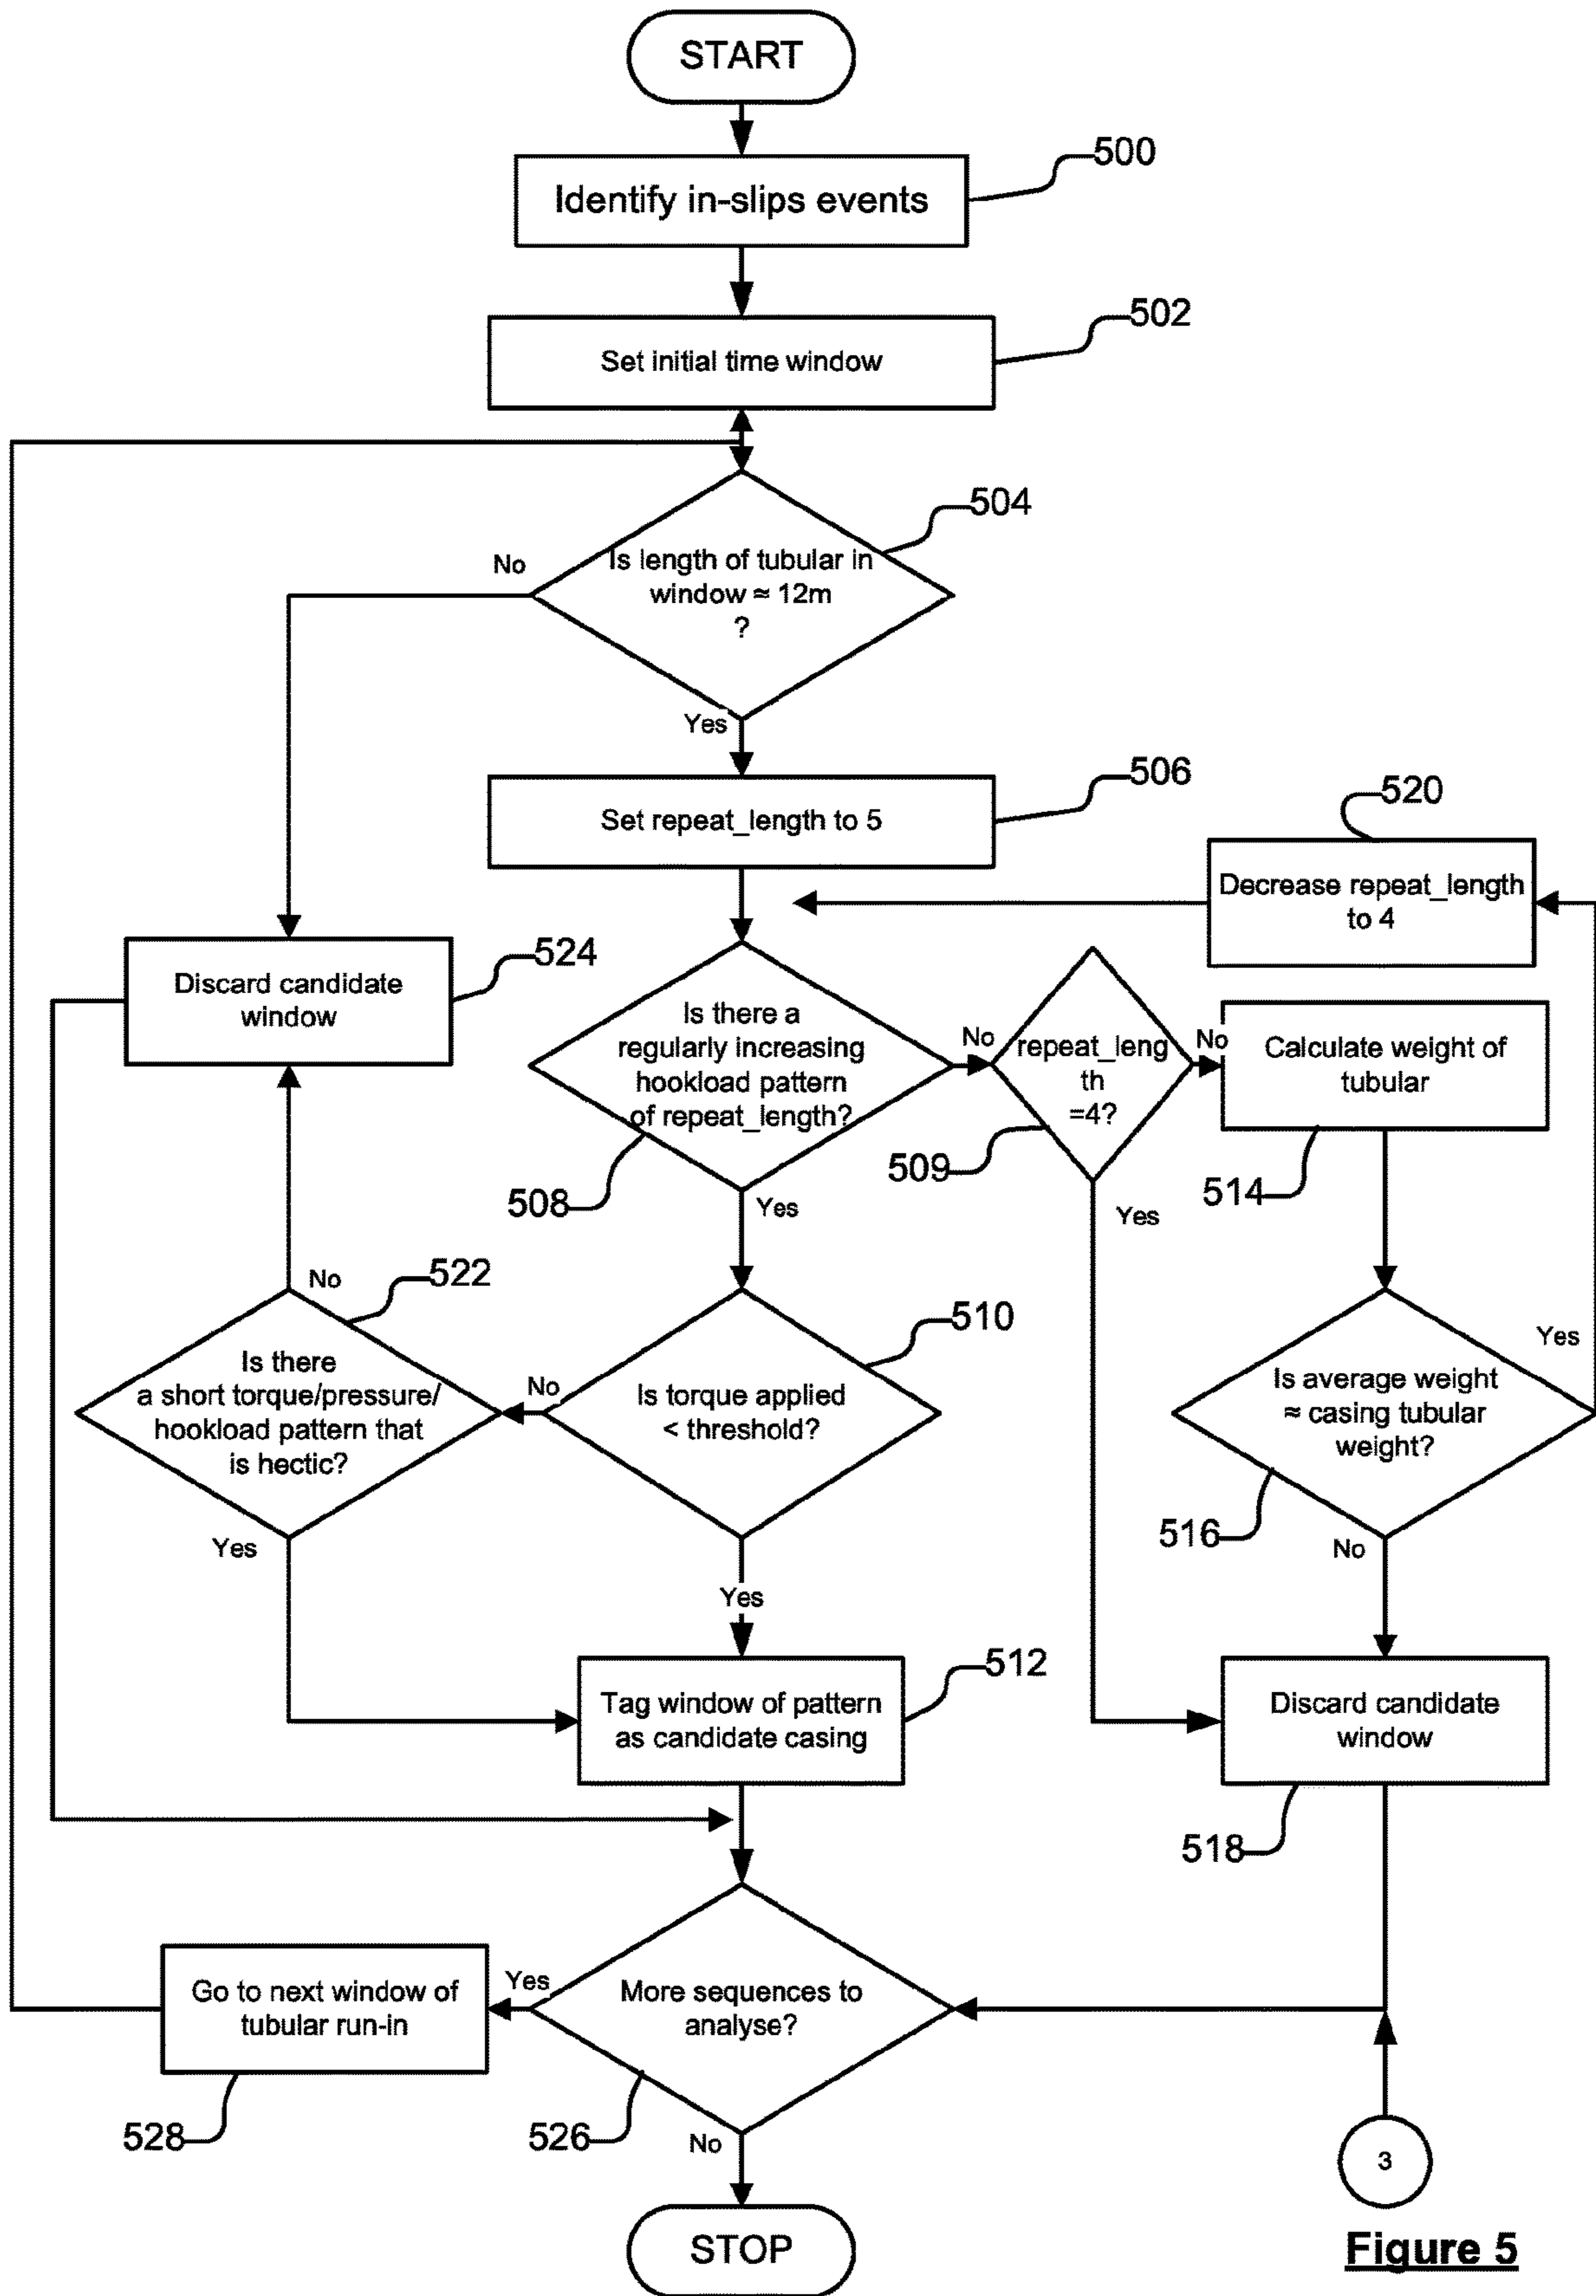 START
500
Identify in-slips events
502
Set initial time window
504
No
Is length of tubular in
window ≈ 12m
?
Yes
506
Set repeat_length to 5
520
Decrease repeat_length
to 4
524
Discard candidate
window
Is there a
regularly increasing
hookload pattern
of repeat_length?
No
repeat_leng
th
=4?
No
Calculate weight of
tubular
508
509
514
Yes
Yes
522
No
510
Is there
a short torque/pressure/
hookload pattern that
is hectic?
No
Is torque applied
< threshold?
Is average weight
≈ casing tubular
weight?
Yes
516
Yes
Yes
No
512
Tag window of pattern
as candidate casing
Discard candidate
window
518
Go to next window of
tubular run-in
Yes
More sequences to
analyse?
528
526
No
3
STOP
Figure 5